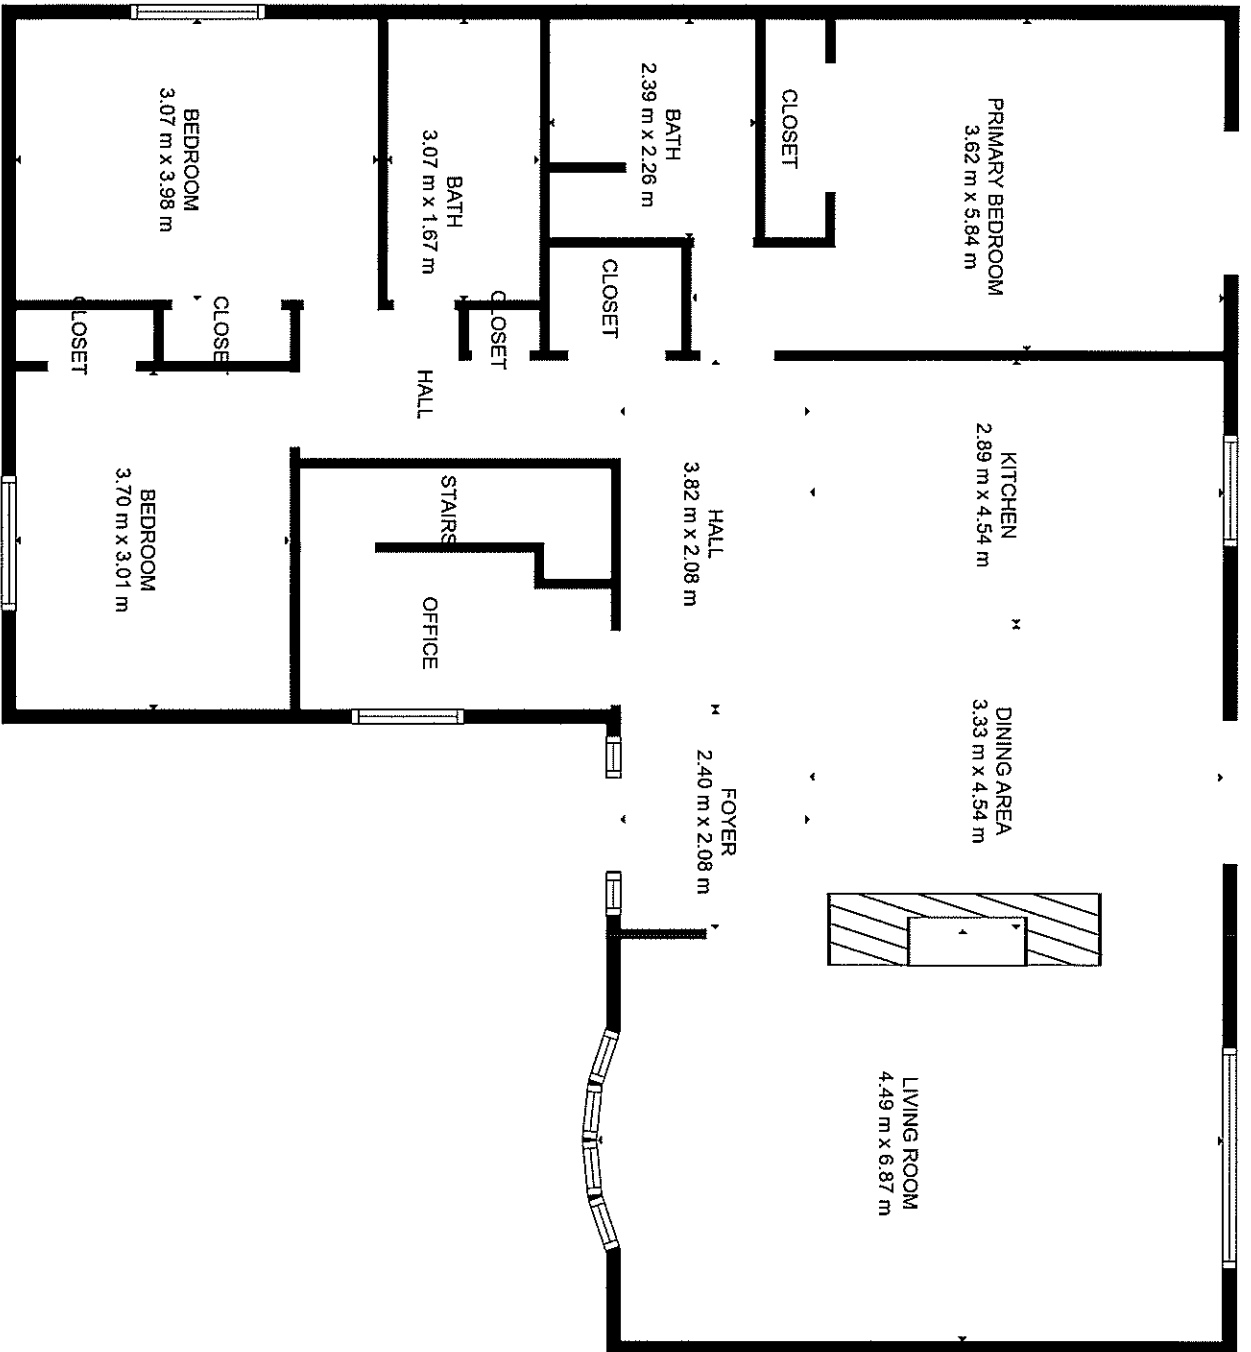 PRIMARY BEDROOM
3.62 m x 5.84 m
CLOSET
BATH
2.39 m x 2.26 m
BATH
3.07 m x 1.67 m
BEDROOM
3.07 m x 3.98 m
CLOSET
CLOSET
CLOSE
CLOSET
KITCHEN
2.89 m x 4.54 m
HALL
3.82 m x 2.08 m
HALL
STAIRS
BEDROOM
3.70 m x 3.01 m
OFFICE
DINING AREA
3.33 m x 4.54 m
FOYER
2.40 m x 2.08 m
LIVING ROOM
4.49 m x 6.87 m